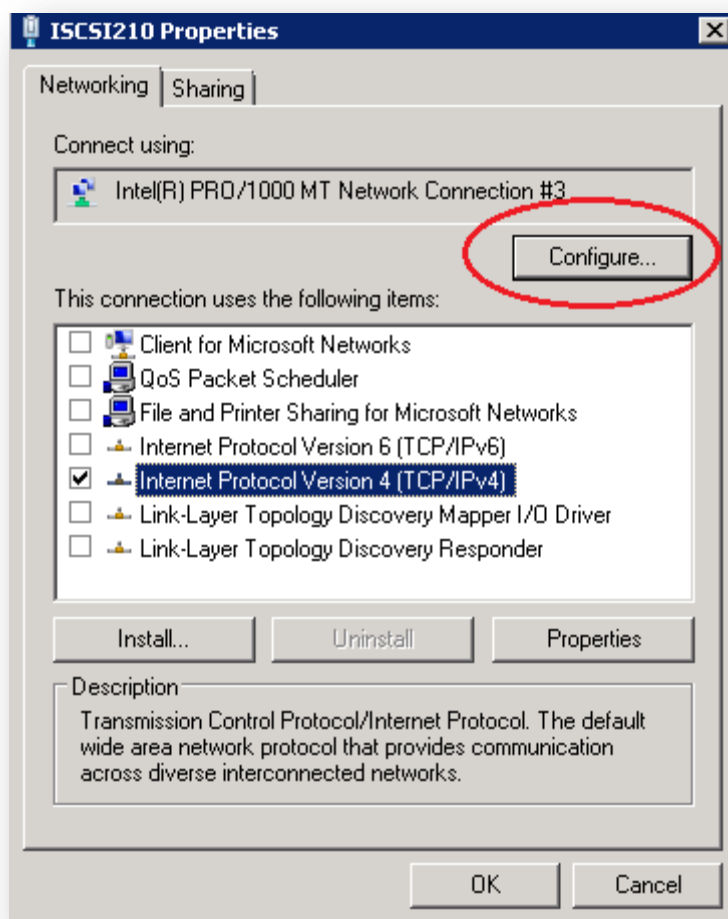 ISCSI210 Properties
Networking
Sharing
Connect using:
Intel(R) PRO/1000 MT Network Connection #3
Configure...
This connection uses the following items:
Client for Microsoft Networks
QoS Packet Scheduler
File and Printer Sharing for Microsoft Networks
Internet Protocol Version 6 (TCP/IPv6)
Internet Protocol Version 4 (TCP/IPv4)
Link-Layer Topology Discovery Mapper I/O Driver
Link-Layer Topology Discovery Responder
Install...
Uninstall
Properties
Description
Transmission Control Protocol/Internet Protocol. The default
wide area network protocol that provides communication
across diverse interconnected networks.
OK
Cancel